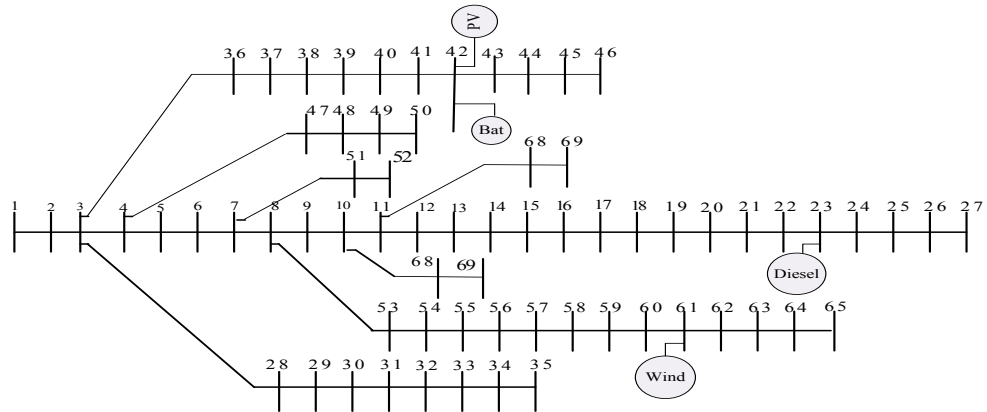 PV
36 37 38 39 40 41 42 43 44 45 46
47 48 49 50
Bat
51 52
68 69
1 2 3 4 5 6 7 8 9 10 11 12 13 14 15 16 17 18 19 20 21 22 23 24 25 26 27
68 69
Diesel
53 54 55 56 57 58 59 60 61 62 63 64 65
28 29 30 31 32 33 34 35
Wind